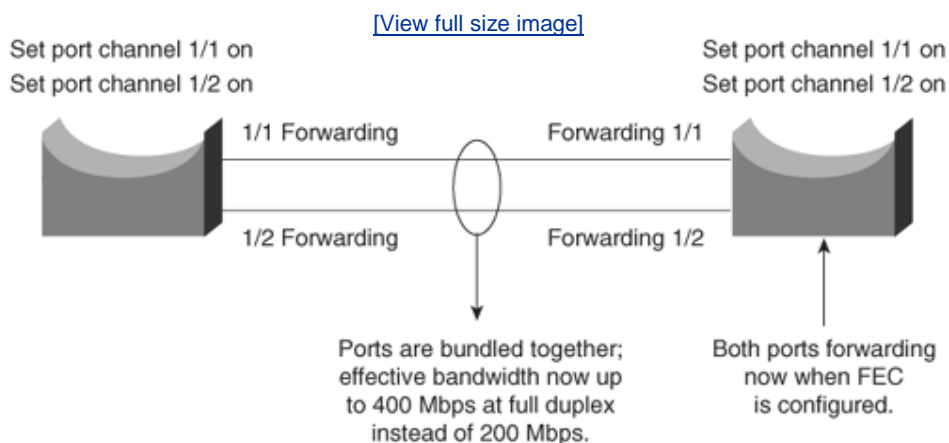 [View full size image]
Set port channel 1/1 on
Set port channel 1/2 on
Set port channel 1/1 on
Set port channel 1/2 on
1/1 Forwarding
Forwarding 1/1
1/2 Forwarding
Forwarding 1/2
Ports are bundled together;
effective bandwidth now up
to 400 Mbps at full duplex
instead of 200 Mbps.
Both ports forwarding
now when FEC
is configured.